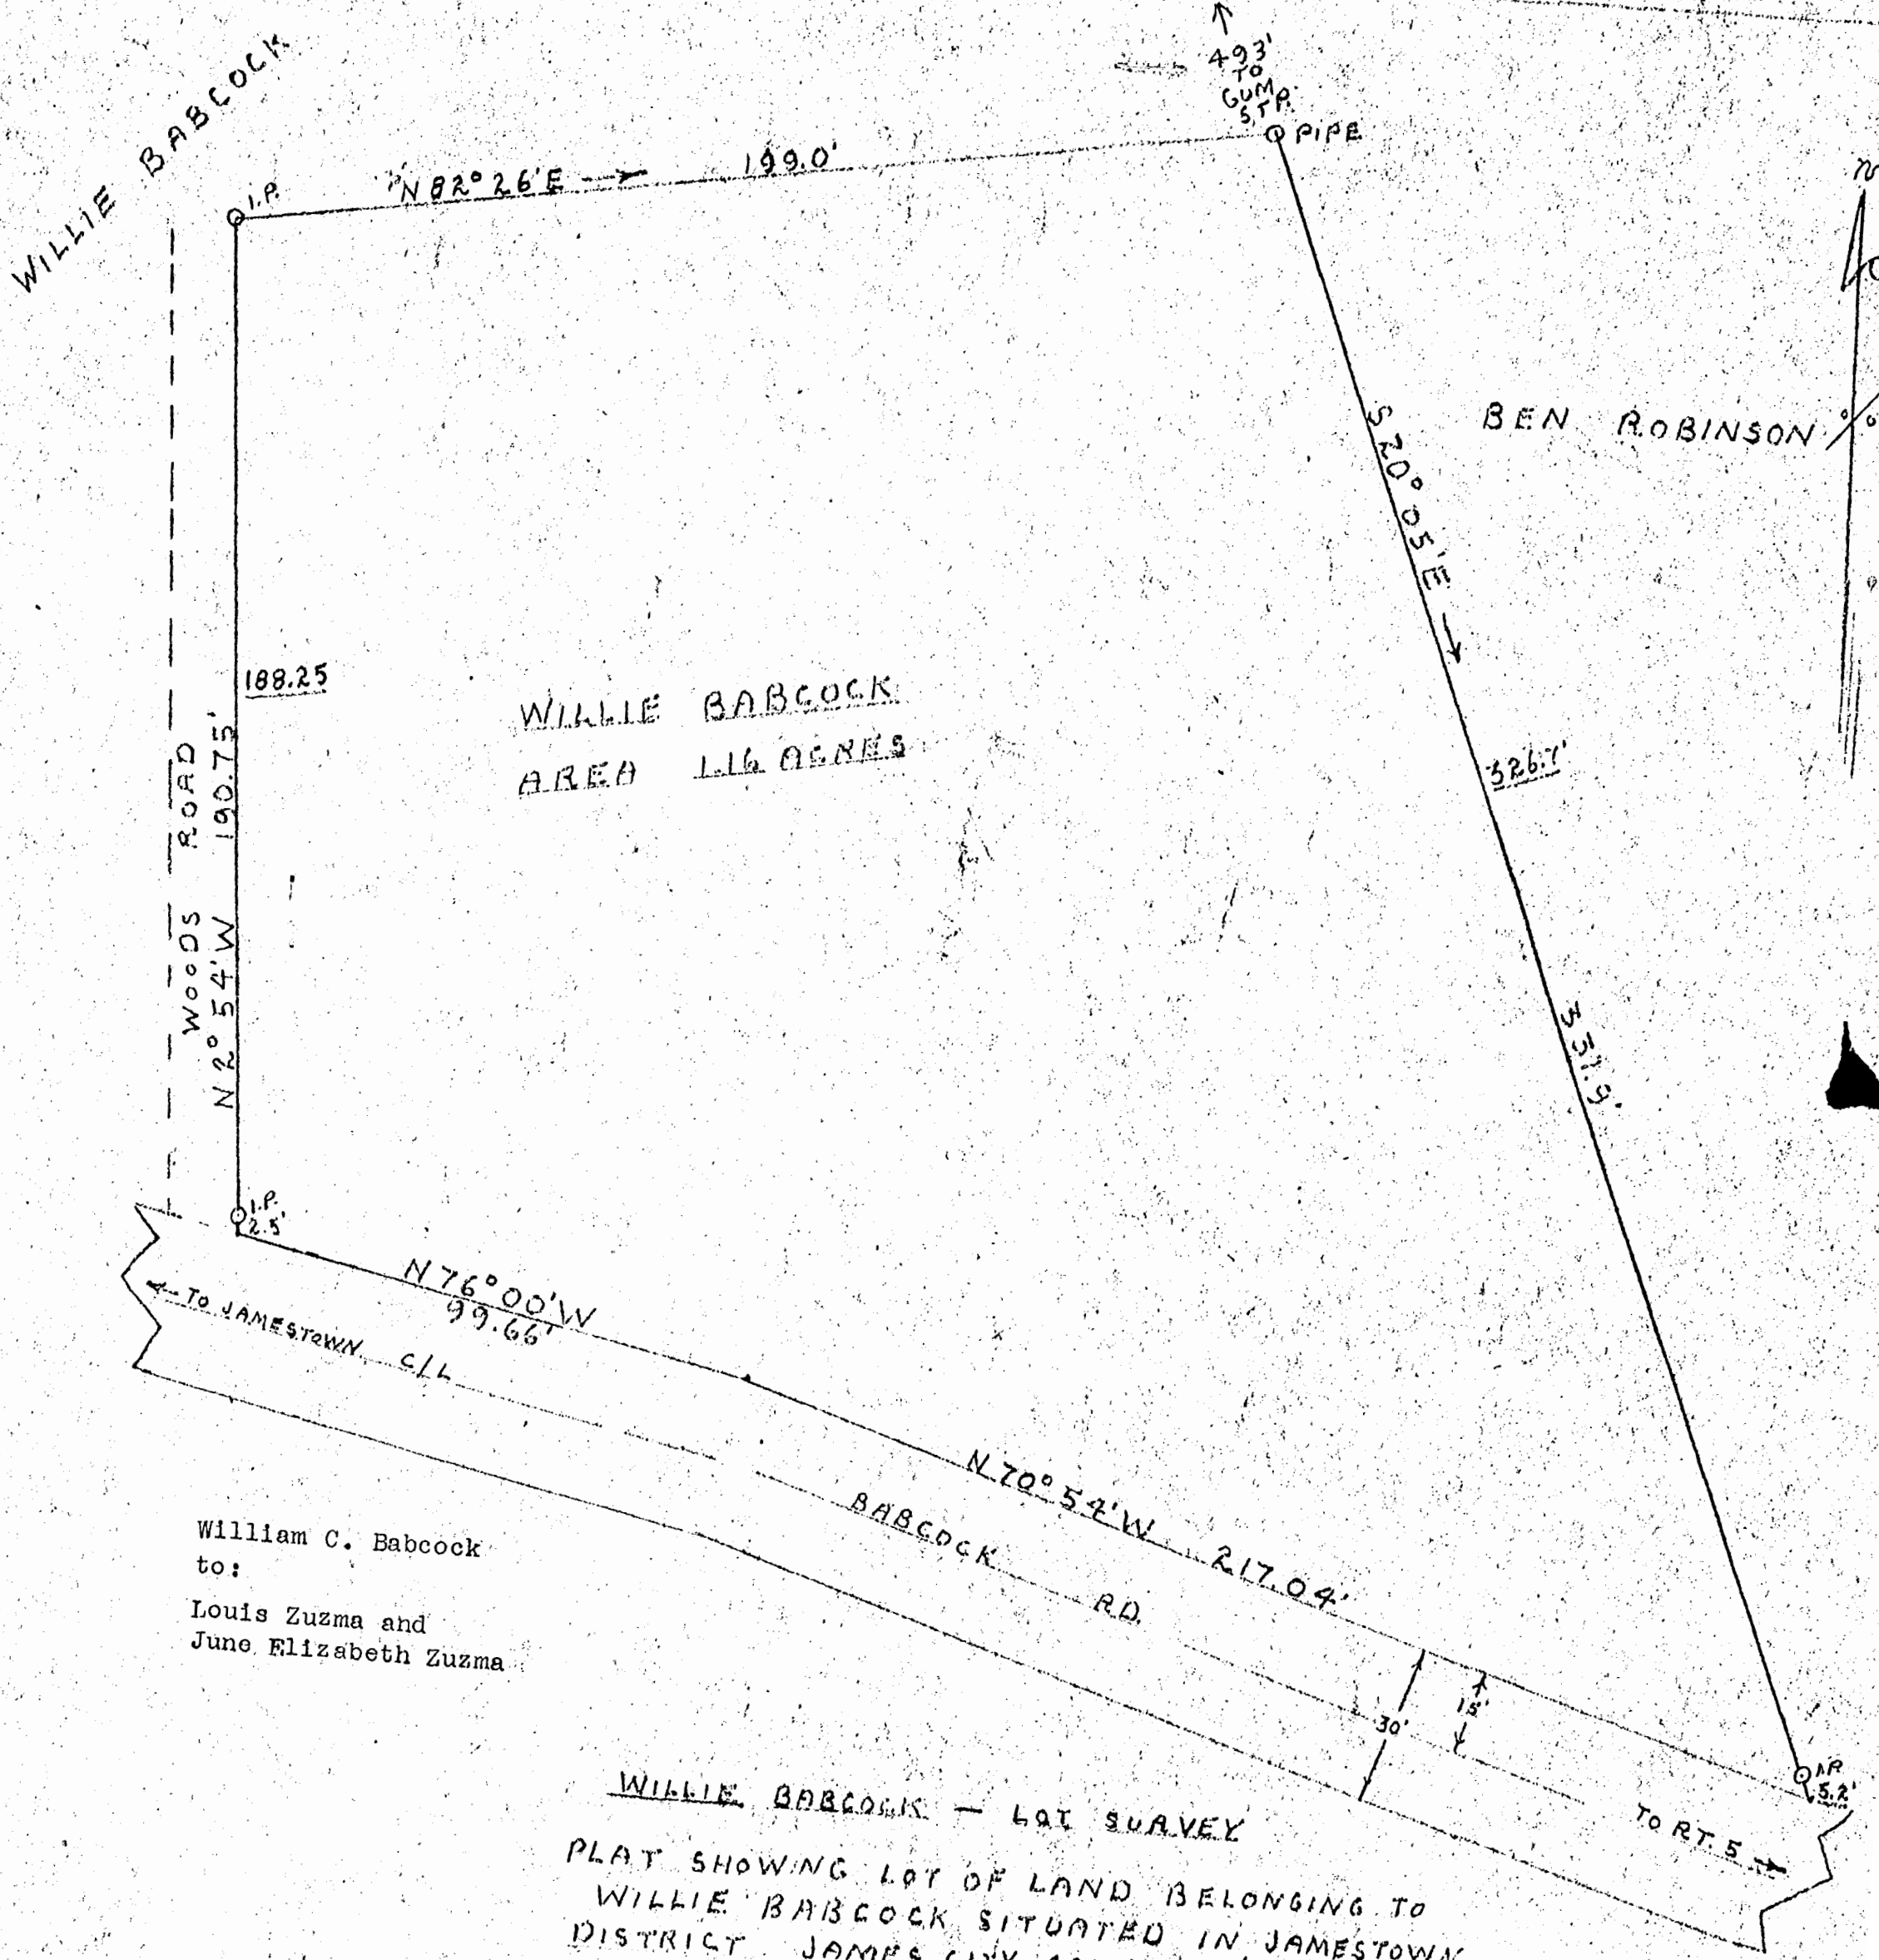 WILLIE BABCOCK
493'
TO
GUM
STP.
PIPE
I.P.
N 82° 26' E
199.0'
N
S 20° 05' E
BEN ROBINSON
188.25
190.75'
WILLIE BABCOCK
AREA 1.16 ACRES
326.7'
WOODS ROAD
N 2° 54' W
331.9'
I.P.
2.5'
N 76° 00' W
99.66'
TO JAMESTOWN
C/L
N 70° 54' W 217.04'
BABCOCK RD.
William C. Babcock
to:
Louis Zuzma and
June Elizabeth Zuzma
30'
15'
I.P.
5.2'
TO RT. 5
WILLIE BABCOCK — LOT SURVEY
PLAT SHOWING LOT OF LAND BELONGING TO
WILLIE BABCOCK SITUATED IN JAMESTOWN
DISTRICT JAMES CITY